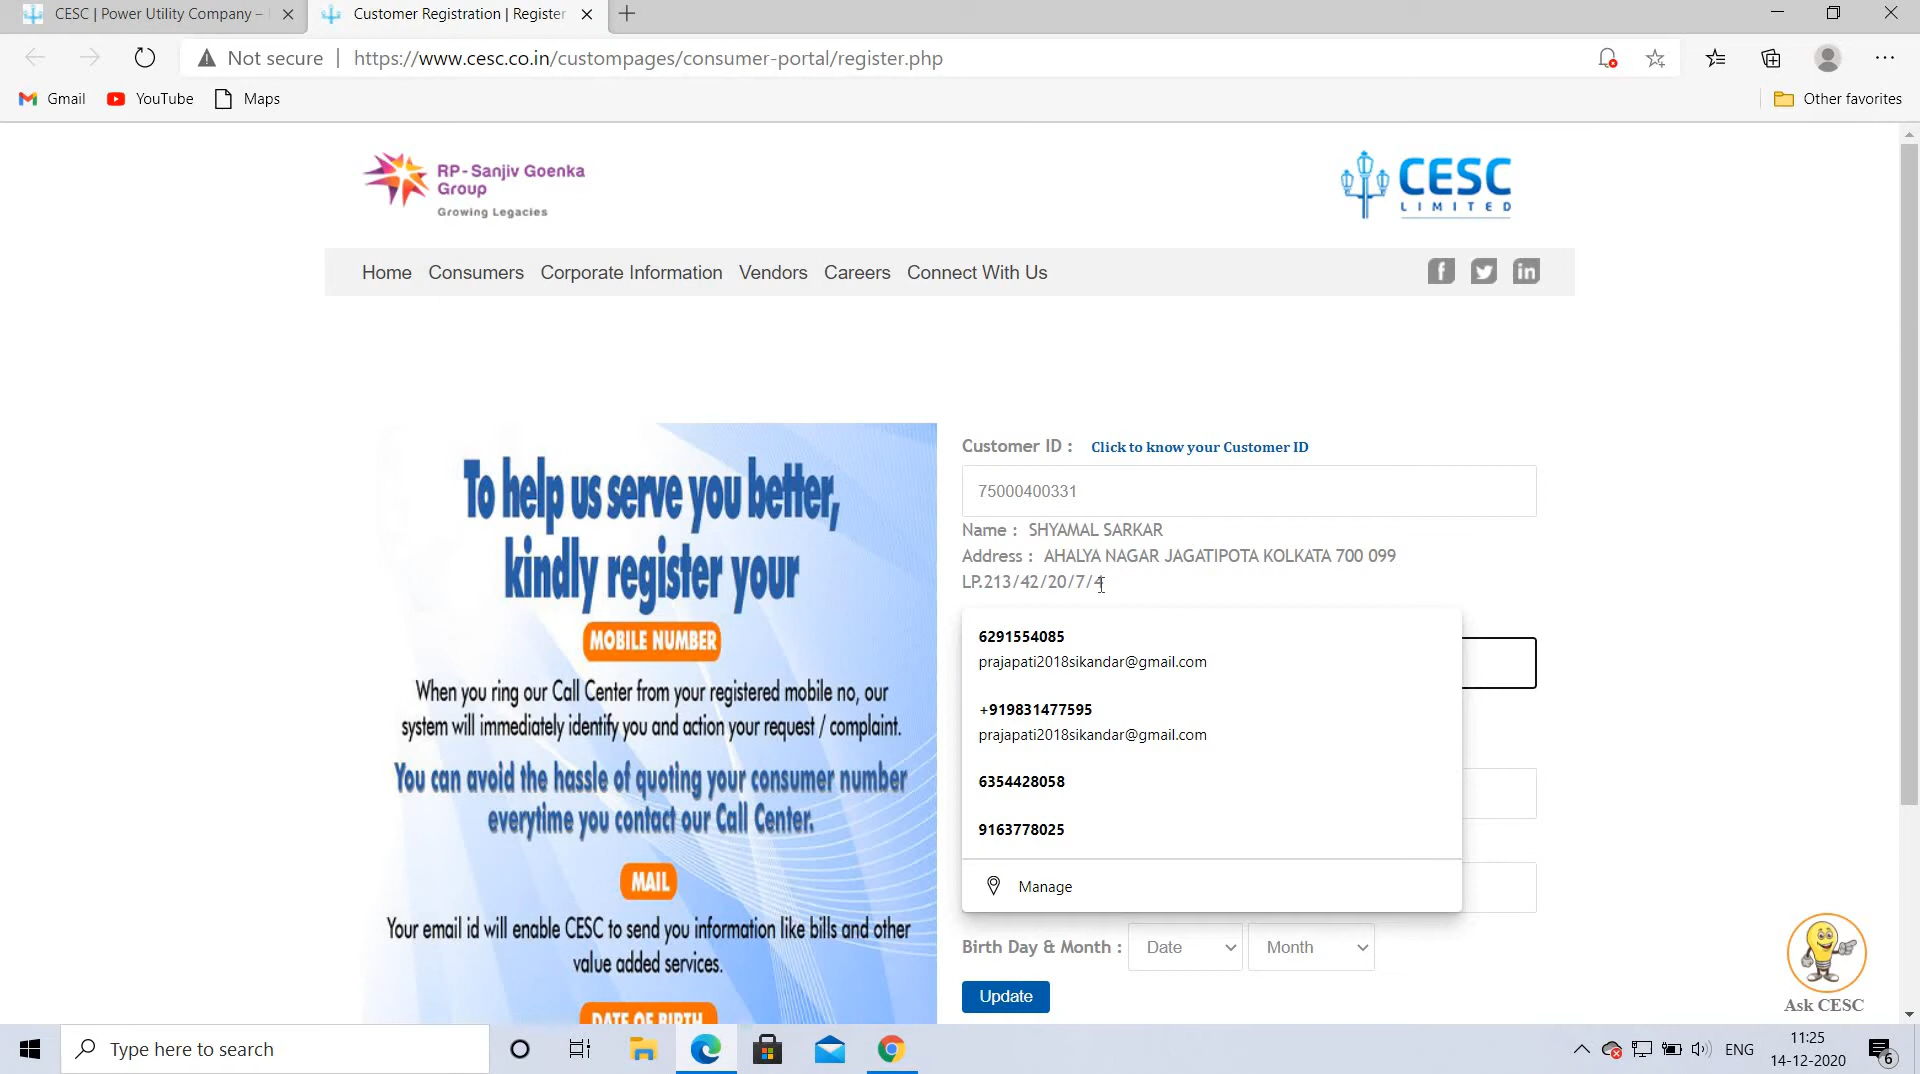 CESC | Power Utility Company –
Customer Registration | Register
Not secure
https://www.cesc.co.in/custompages/consumer-portal/register.php
Gmail
YouTube
Maps
Other favorites
RP - Sanjiv Goenka
Group
Growing Legacies
CESC
LIMITED
Home
Consumers
Corporate Information
Vendors
Careers
Connect With Us
To help us serve you better,
kindly register your
MOBILE NUMBER
When you ring our Call Center from your registered mobile no, our
system will immediately identify you and action your request / complaint.
You can avoid the hassle of quoting your consumer number
everytime you contact our Call Center.
MAIL
Your email id will enable CESC to send you information like bills and other
value added services.
DATE OF BIRTH
Customer ID :
Click to know your Customer ID
75000400331
Name : SHYAMAL SARKAR
Address : AHALYA NAGAR JAGATIPOTA KOLKATA 700 099
LP.213/42/20/7/4
6291554085
prajapati2018sikandar@gmail.com
+919831477595
prajapati2018sikandar@gmail.com
6354428058
9163778025
Manage
Birth Day & Month :
Date
Month
Update
Ask CESC
Type here to search
ENG
11:25
14-12-2020
6